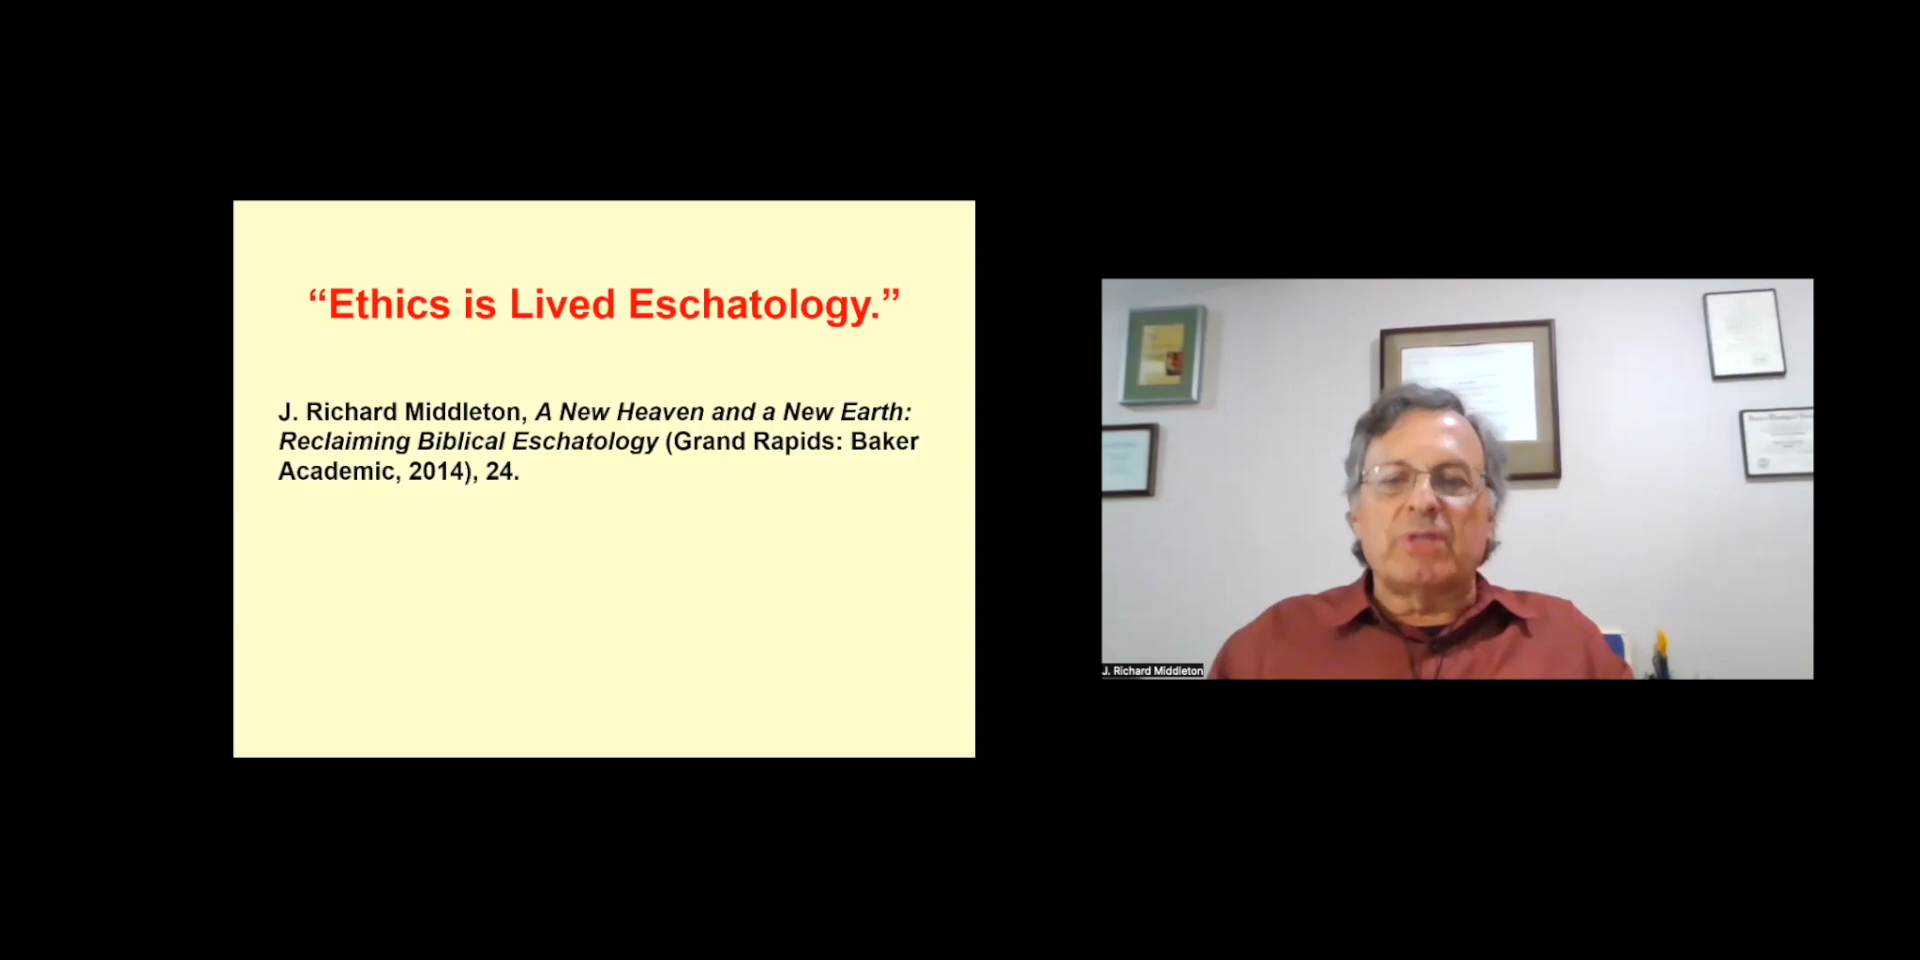 “Ethics is Lived Eschatology.”
J. Richard Middleton, A New Heaven and a New Earth:
Reclaiming Biblical Eschatology (Grand Rapids: Baker
Academic, 2014), 24.
J. Richard Middleton